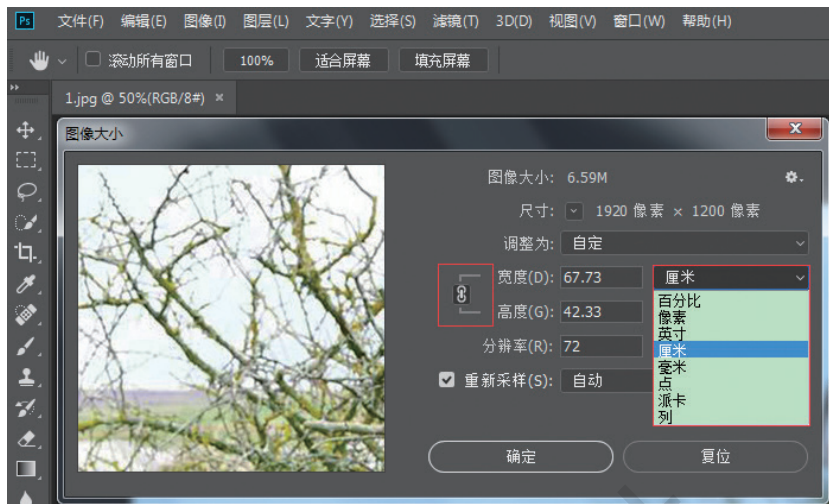 Ps 文件(F) 编辑(E) 图像(I) 图层(L) 文字(Y) 选择(S) 滤镜(T) 3D(D) 视图(V) 窗口(W) 帮助(H)
滚动所有窗口 100% 适合屏幕 填充屏幕
1.jpg @ 50%(RGB/8#) ×
图像大小
图像大小: 6.59M
尺寸: 1920 像素 × 1200 像素
调整为: 自定
宽度(D): 67.73 厘米
高度(G): 42.33
分辨率(R): 72
重新采样(S): 自动
百分比
像素
英寸
厘米
毫米
点
派卡
列
确定 复位